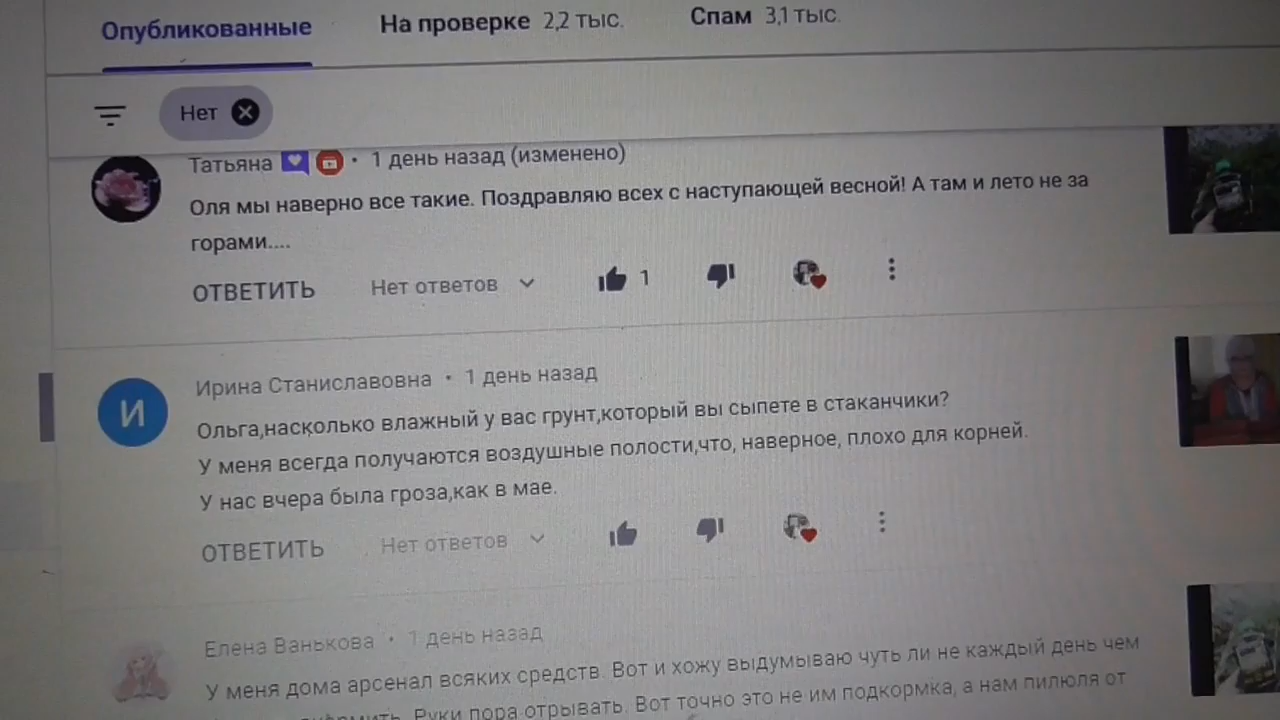 Опубликованные На проверке 2,2 тыс. Спам 3,1 тыс.
Нет
Татьяна • 1 день назад (изменено)
Оля мы наверно все такие. Поздравляю всех с наступающей весной! А там и лето не за
горами....
ОТВЕТИТЬ Нет ответов 1
И
Ирина Станиславовна • 1 день назад
Ольга,насколько влажный у вас грунт,который вы сыпете в стаканчики?
У меня всегда получаются воздушные полости,что, наверное, плохо для корней.
У нас вчера была гроза,как в мае.
ОТВЕТИТЬ Нет ответов
Елена Ванькова • 1 день назад
У меня дома арсенал всяких средств. Вот и хожу выдумываю чуть ли не каждый день чем
Руки пора отрывать. Вот точно это не им подкормка, а нам пилюля от